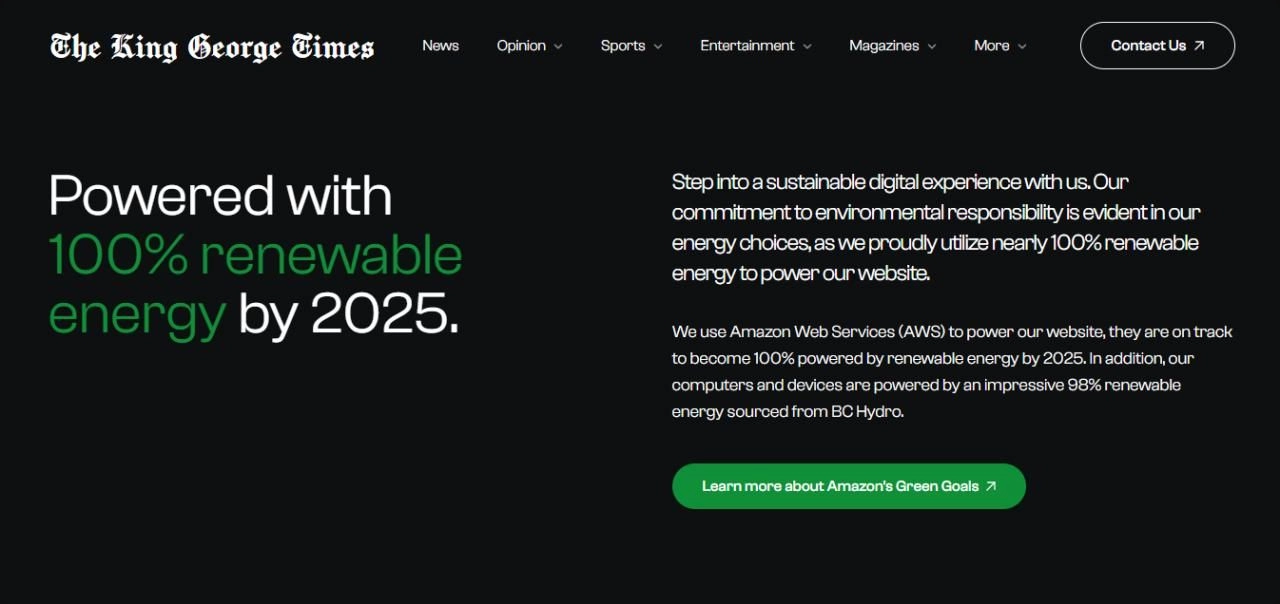 The King George Times
News
Opinion
Sports
Entertainment
Magazines
More
Contact Us
Powered with
100% renewable
energy by 2025.
Step into a sustainable digital experience with us. Our
commitment to environmental responsibility is evident in our
energy choices, as we proudly utilize nearly 100% renewable
energy to power our website.
We use Amazon Web Services (AWS) to power our website, they are on track
to become 100% powered by renewable energy by 2025. In addition, our
computers and devices are powered by an impressive 98% renewable
energy sourced from BC Hydro.
Learn more about Amazon's Green Goals